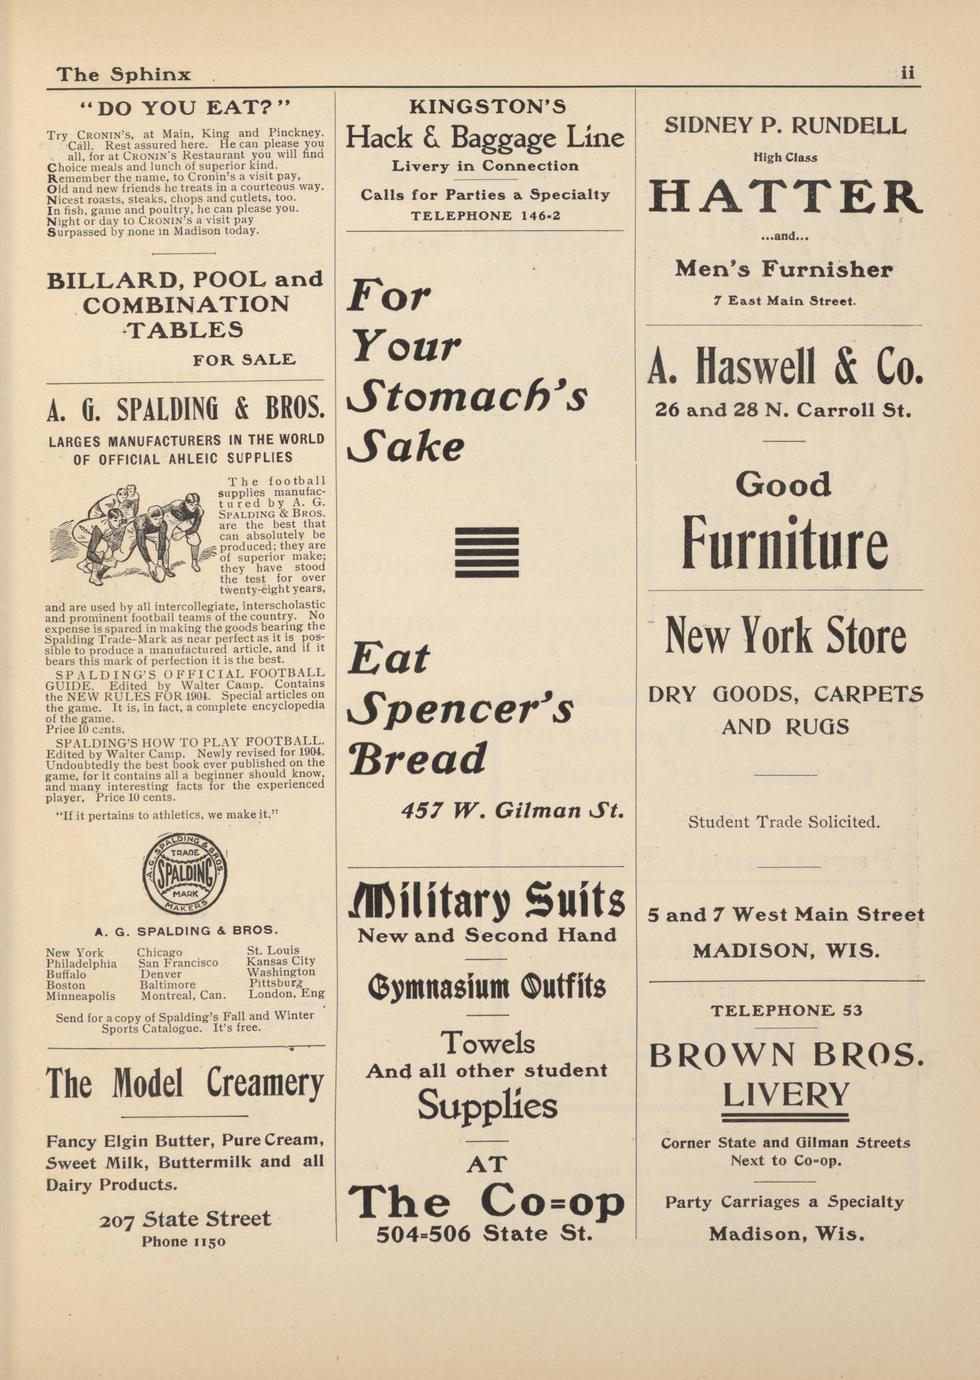 The Sphinx
ii
"DO YOU EAT?"
Try CRONIN'S, at Main, King and Pinckney.
Call. Rest assured here. He can please you
all, for at CRONIN'S Restaurant you will find
Choice meals and lunch of superior kind.
Remember the name, to Cronin's a visit pay,
Old and new friends he treats in a courteous way.
Nicest roasts, steaks, chops and cutlets, too.
In fish, game and poultry, he can please you.
Night or day to CRONIN'S a visit pay
Surpassed by none in Madison today.
BILLARD, POOL and
COMBINATION
TABLES
FOR SALE
A. G. SPALDING & BROS.
LARGES MANUFACTURERS IN THE WORLD
OF OFFICIAL AHLEIC SUPPLIES
The football
supplies manufac-
tured by A. G.
SPALDING & BROS.
are the best that
can absolutely be
produced; they are
of superior make;
they have stood
the test for over
twenty-eight years,
and are used by all intercollegiate, interscholastic
and prominent football teams of the country. No
expense is spared in making the goods bearing the
Spalding Trade-Mark as near perfect as it is pos-
sible to produce a manufactured article, and if it
bears this mark of perfection it is the best.
SPALDING'S OFFICIAL FOOTBALL
GUIDE. Edited by Walter Camp. Contains
the NEW RULES FOR 1904. Special articles on
the game. It is, in fact, a complete encyclopedia
of the game.
Priee 10 cents.
SPALDING'S HOW TO PLAY FOOTBALL.
Edited by Walter Camp. Newly revised for 1904.
Undoubtedly the best book ever published on the
game, for it contains all a beginner should know,
and many interesting facts for the experienced
player, Price 10 cents.
"If it pertains to athletics, we make it."
A. G. SPALDING & BROS.
TRADE
SPALDING
MARK
MAKERS
A. G. SPALDING & BROS.
New York Chicago St. Louis
Philadelphia San Francisco Kansas City
Buffalo Denver Washington
Boston Baltimore Pittsburg
Minneapolis Montreal, Can. London, Eng
Send for a copy of Spalding's Fall and Winter
Sports Catalogue. It's free.
The Model Creamery
Fancy Elgin Butter, Pure Cream,
Sweet Milk, Buttermilk and all
Dairy Products.
207 State Street
Phone 1150
KINGSTON'S
Hack & Baggage Line
Livery in Connection
Calls for Parties a Specialty
TELEPHONE 146-2
For
Your
Stomach's
Sake
Eat
Spencer's
Bread
457 W. Gilman St.
Military Suits
New and Second Hand
Gymnasium Outfits
Towels
And all other student
Supplies
AT
The Co=op
504=506 State St.
SIDNEY P. RUNDELL
High Class
HATTER
...and...
Men's Furnisher
7 East Main Street.
A. Haswell & Co.
26 and 28 N. Carroll St.
Good
Furniture
New York Store
DRY GOODS, CARPETS
AND RUGS
Student Trade Solicited.
5 and 7 West Main Street
MADISON, WIS.
TELEPHONE 53
BROWN BROS.
LIVERY
Corner State and Gilman Streets
Next to Co=op.
Party Carriages a Specialty
Madison, Wis.